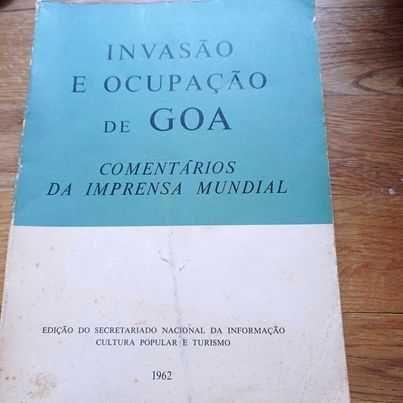 INVASÃO
E OCUPAÇÃO
DE GOA
COMENTÁRIOS
DA IMPRENSA MUNDIAL
EDIÇÃO DO SECRETARIADO NACIONAL DA INFORMAÇÃO
CULTURA POPULAR E TURISMO
1962